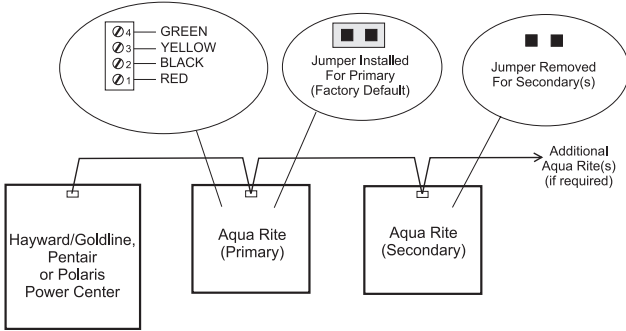 4 GREEN
3 YELLOW
2 BLACK
1 RED
Jumper Installed
For Primary
(Factory Default)
Jumper Removed
For Secondary(s)
Additional
Aqua Rite(s)
(if required)
Hayward/Goldline,
Pentair
or Polaris
Power Center
Aqua Rite
(Primary)
Aqua Rite
(Secondary)